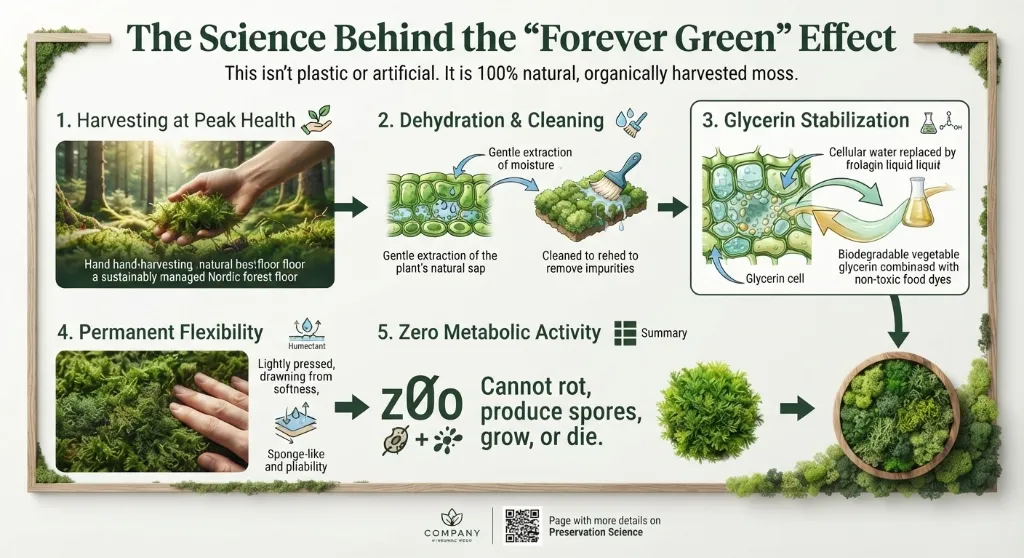 The Science Behind the “Forever Green” Effect
This isn’t plastic or artificial. It is 100% natural, organically harvested moss.
1. Harvesting at Peak Health
Hand hand-harvesting natural bestfloor floor
a sustainably managed Nordic forest floor
2. Dehydration & Cleaning
Gentle extraction
of moisture
Gentle extraction of the
plant’s natural sap
Cleaned to rehed to
remove impurities
3. Glycerin Stabilization
OH
Cellular water replaced by
frolagin liquid liquit
Glycerin cell
Biodegradable vegetable
glycerin combinasd with
non-toxic food dyes
4. Permanent Flexibility
Humectant
Lightly pressed,
drawning from
softness,
Sponge-like
and pliability
5. Zero Metabolic Activity
Summary
zØo
Cannot rot,
produce spores,
grow, or die.
COMPANY
Page with more details on
Preservation Science